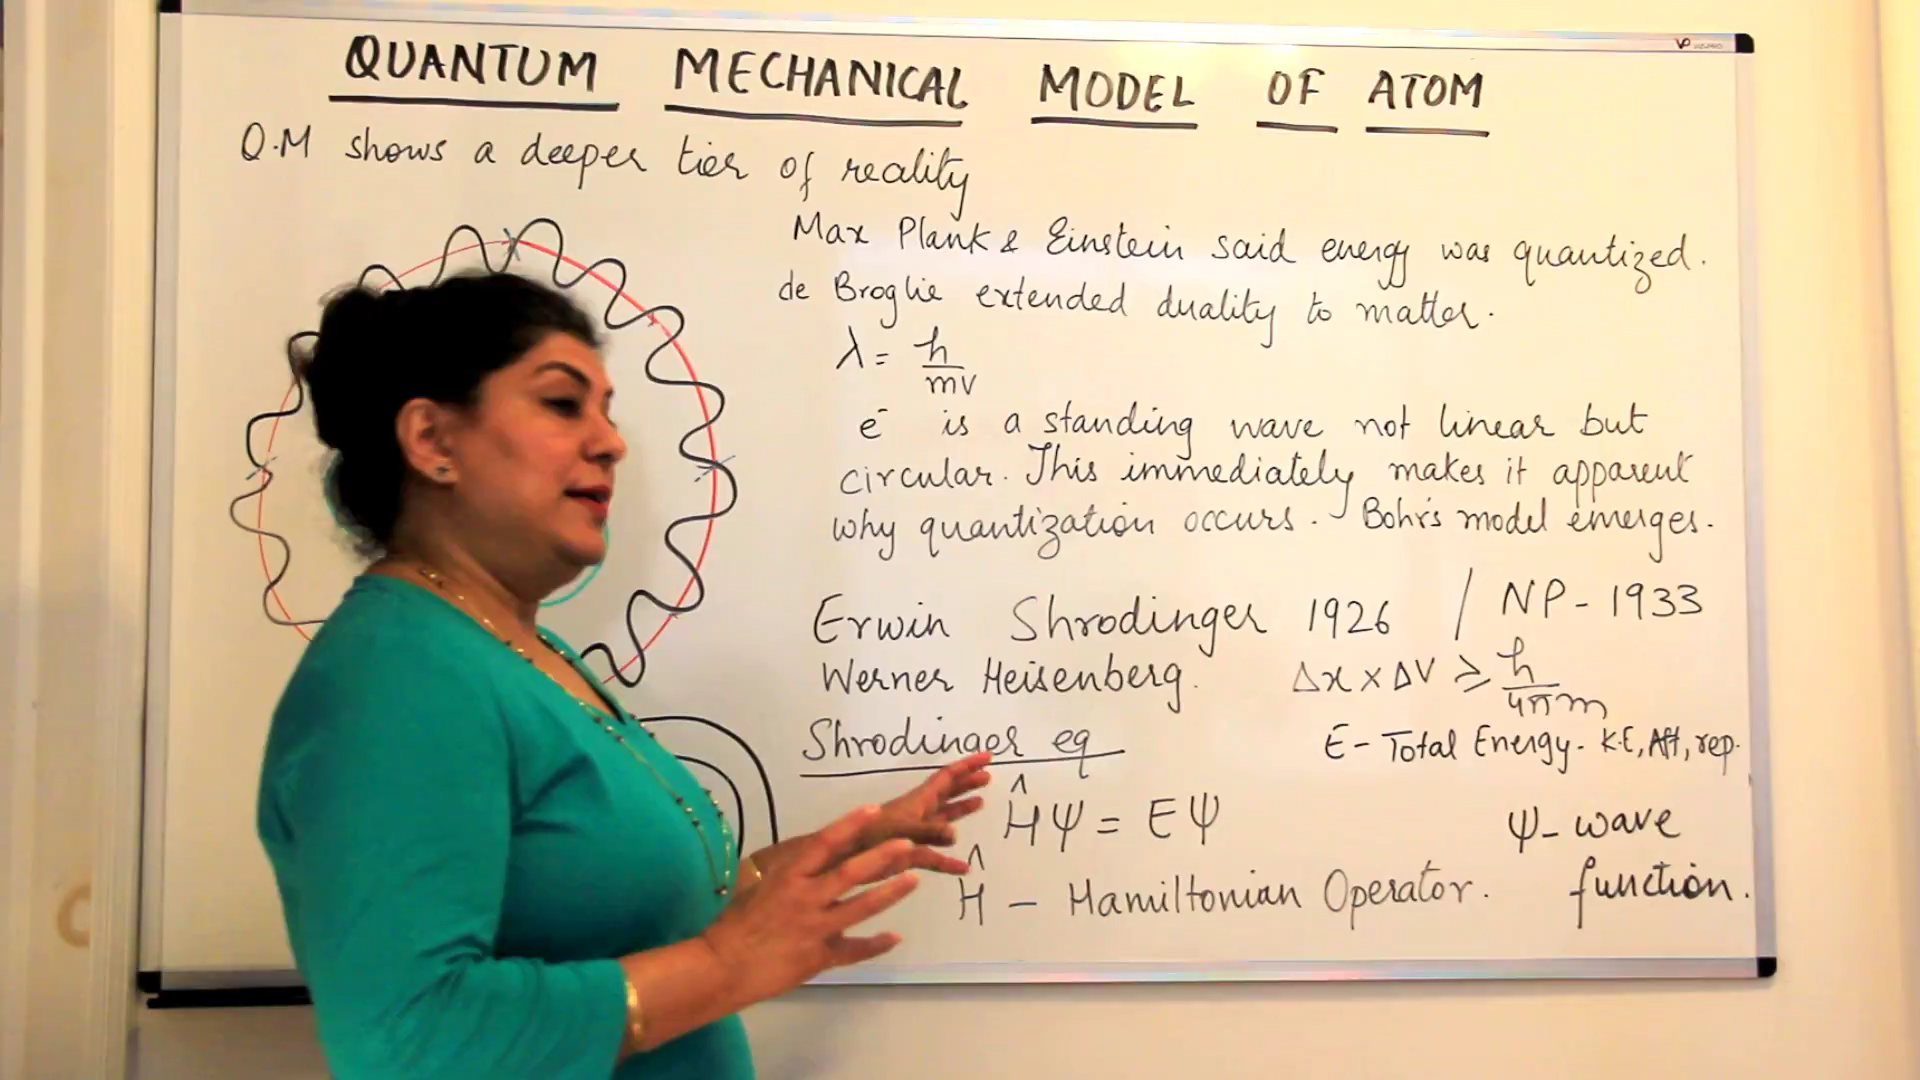 QUANTUM MECHANICAL MODEL OF ATOM
Q.M shows a deeper tier of reality
Max Plank & Einstein said energy was quantized.
de Broglie extended duality to matter.
λ = h/mv
e⁻ is a standing wave not linear but
circular. This immediately makes it apparent
why quantization occurs. Bohr's model emerges.
Erwin Shrodinger 1926 / NP - 1933
Werner Heisenberg. Δx × ΔV ≥ h/4πm
Shrodinger eq
E - Total Energy - K.E, Att, rep.
Ĥψ = Eψ
ψ - wave
function.
Ĥ - Hamiltonian Operator.